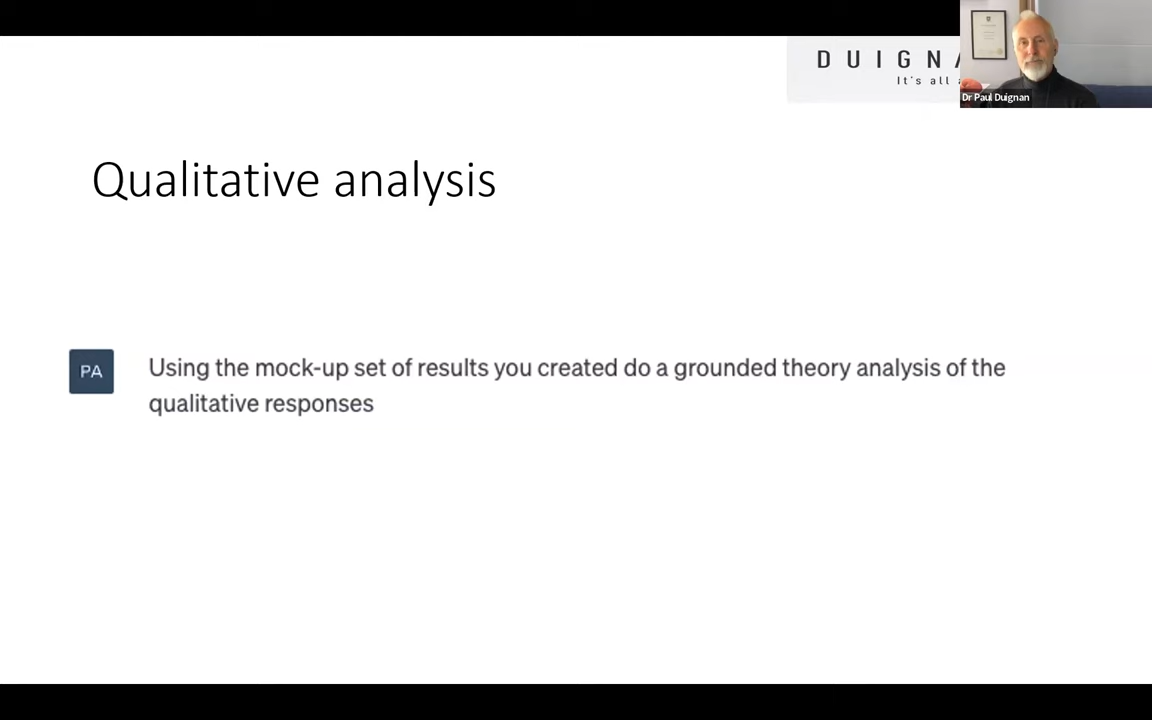 DUIGN
It's all
Dr Paul Duignan
Qualitative analysis
PA
Using the mock-up set of results you created do a grounded theory analysis of the
qualitative responses